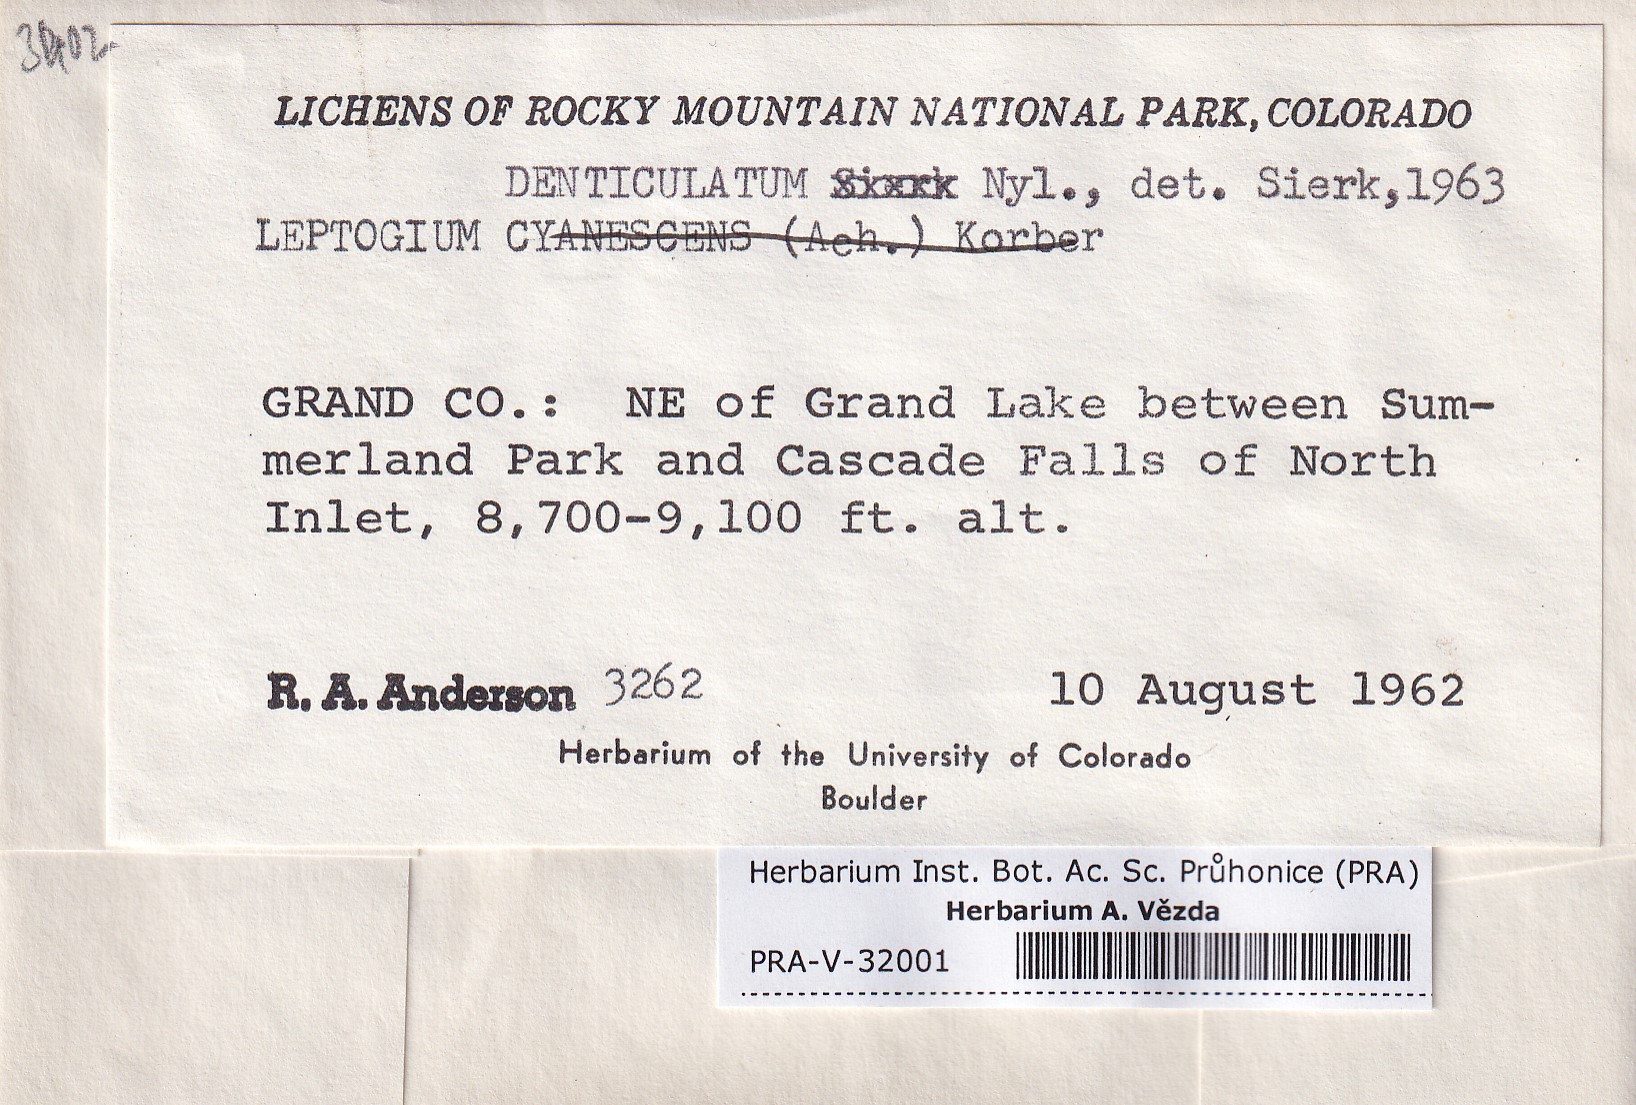 LICHENS OF ROCKY MOUNTAIN NATIONAL PARK, COLORADO
DENTICULATUM Nyl., det. Sierk,1963
LEPTOGIUM CYANESCENS (Ach.) Korber
GRAND CO.: NE of Grand Lake between Sum-
merland Park and Cascade Falls of North
Inlet, 8,700-9,100 ft. alt.
R. A. Anderson 3262 10 August 1962
Herbarium of the University of Colorado
Boulder
Herbarium Inst. Bot. Ac. Sc. Průhonice (PRA)
Herbarium A. Vězda
PRA-V-32001